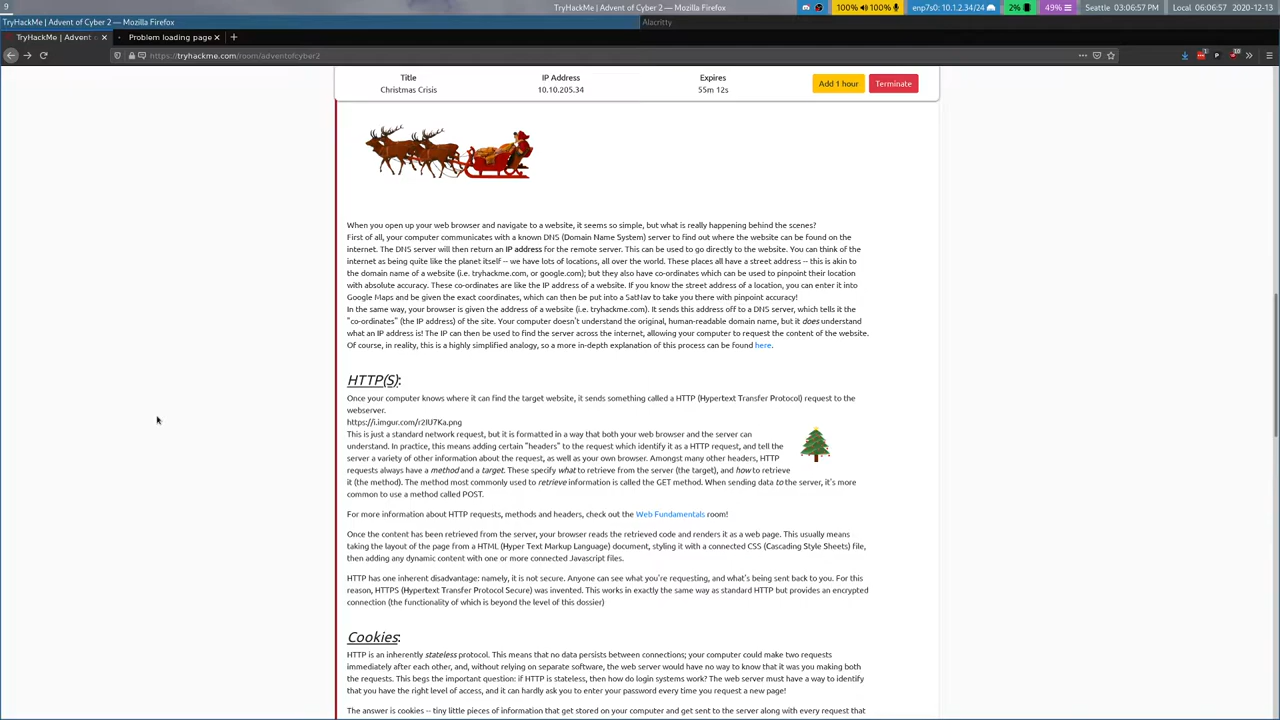 9
TryHackMe | Advent of Cyber 2 — Mozilla Firefox
100% 100%
enp7s0: 10.1.2.34/24
2%
49%
Seattle 03:06:57 PM
Local 06:06:57
2020-12-13
TryHackMe | Advent of Cyber 2 — Mozilla Firefox
Alacritty
TryHackMe | Advent o
Problem loading page
https://tryhackme.com/room/adventofcyber2
Title
IP Address
Expires
Christmas Crisis
10.10.205.34
55m 12s
Add 1 hour
Terminate
When you open up your web browser and navigate to a website, it seems so simple, but what is really happening behind the scenes?
First of all, your computer communicates with a known DNS (Domain Name System) server to find out where the website can be found on the
internet. The DNS server will then return an IP address for the remote server. This can be used to go directly to the website. You can think of the
internet as being quite like the planet itself -- we have lots of locations, all over the world. These places all have a street address -- this is akin to
the domain name of a website (i.e. tryhackme.com, or google.com); but they also have co-ordinates which can be used to pinpoint their location
with absolute accuracy. These co-ordinates are like the IP address of a website. If you know the street address of a location, you can enter it into
Google Maps and be given the exact coordinates, which can then be put into a SatNav to take you there with pinpoint accuracy!
In the same way, your browser is given the address of a website (i.e. tryhackme.com). It sends this address off to a DNS server, which tells it the
"co-ordinates" (the IP address) of the site. Your computer doesn't understand the original, human-readable domain name, but it does understand
what an IP address is! The IP can then be used to find the server across the internet, allowing your computer to request the content of the website.
Of course, in reality, this is a highly simplified analogy, so a more in-depth explanation of this process can be found here.
HTTP(S):
Once your computer knows where it can find the target website, it sends something called a HTTP (Hypertext Transfer Protocol) request to the
webserver.
https://i.imgur.com/r2IU7Ka.png
This is just a standard network request, but it is formatted in a way that both your web browser and the server can
understand. In practice, this means adding certain "headers" to the request which identify it as a HTTP request, and tell the
server a variety of other information about the request, as well as your own browser. Amongst many other headers, HTTP
requests always have a method and a target. These specify what to retrieve from the server (the target), and how to retrieve
it (the method). The method most commonly used to retrieve information is called the GET method. When sending data to the server, it's more
common to use a method called POST.
For more information about HTTP requests, methods and headers, check out the Web Fundamentals room!
Once the content has been retrieved from the server, your browser reads the retrieved code and renders it as a web page. This usually means
taking the layout of the page from a HTML (Hyper Text Markup Language) document, styling it with a connected CSS (Cascading Style Sheets) file,
then adding any dynamic content with one or more connected Javascript files.
HTTP has one inherent disadvantage: namely, it is not secure. Anyone can see what you're requesting, and what's being sent back to you. For this
reason, HTTPS (Hypertext Transfer Protocol Secure) was invented. This works in exactly the same way as standard HTTP but provides an encrypted
connection (the functionality of which is beyond the level of this dossier)
Cookies:
HTTP is an inherently stateless protocol. This means that no data persists between connections; your computer could make two requests
immediately after each other, and, without relying on separate software, the web server would have no way to know that it was you making both
the requests. This begs the important question: if HTTP is stateless, then how do login systems work? The web server must have a way to identify
that you have the right level of access, and it can hardly ask you to enter your password every time you request a new page!
The answer is cookies -- tiny little pieces of information that get stored on your computer and get sent to the server along with every request that